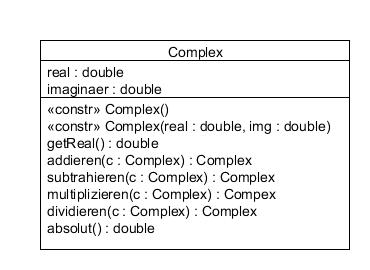 Complex
real : double
imaginaer : double
«constr» Complex()
«constr» Complex(real : double, img : double)
getReal() : double
addieren(c : Complex) : Complex
subtrahieren(c : Complex) : Complex
multiplizieren(c : Complex) : Compex
dividieren(c : Complex) : Complex
absolut() : double